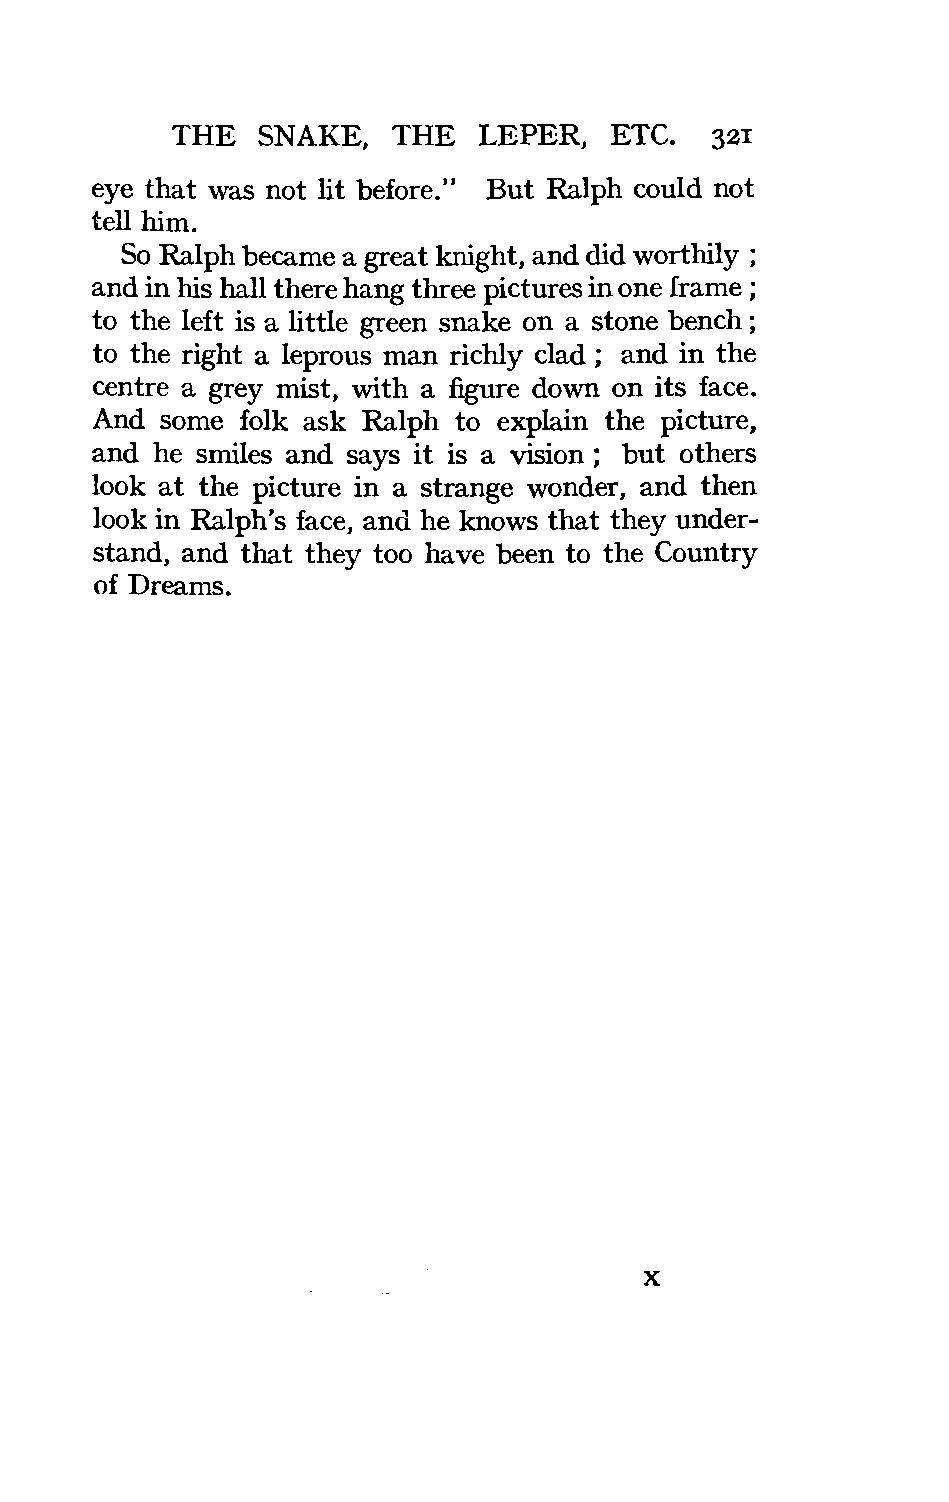 THE SNAKE, THE LEPER, ETC. 321
eye that was not lit before." But Ralph could not
tell him.
So Ralph became a great knight, and did worthily ;
and in his hall there hang three pictures in one frame ;
to the left is a little green snake on a stone bench ;
to the right a leprous man richly clad ; and in the
centre a grey mist, with a figure down on its face.
And some folk ask Ralph to explain the picture,
and he smiles and says it is a vision ; but others
look at the picture in a strange wonder, and then
look in Ralph's face, and he knows that they under-
stand, and that they too have been to the Country
of Dreams.
X